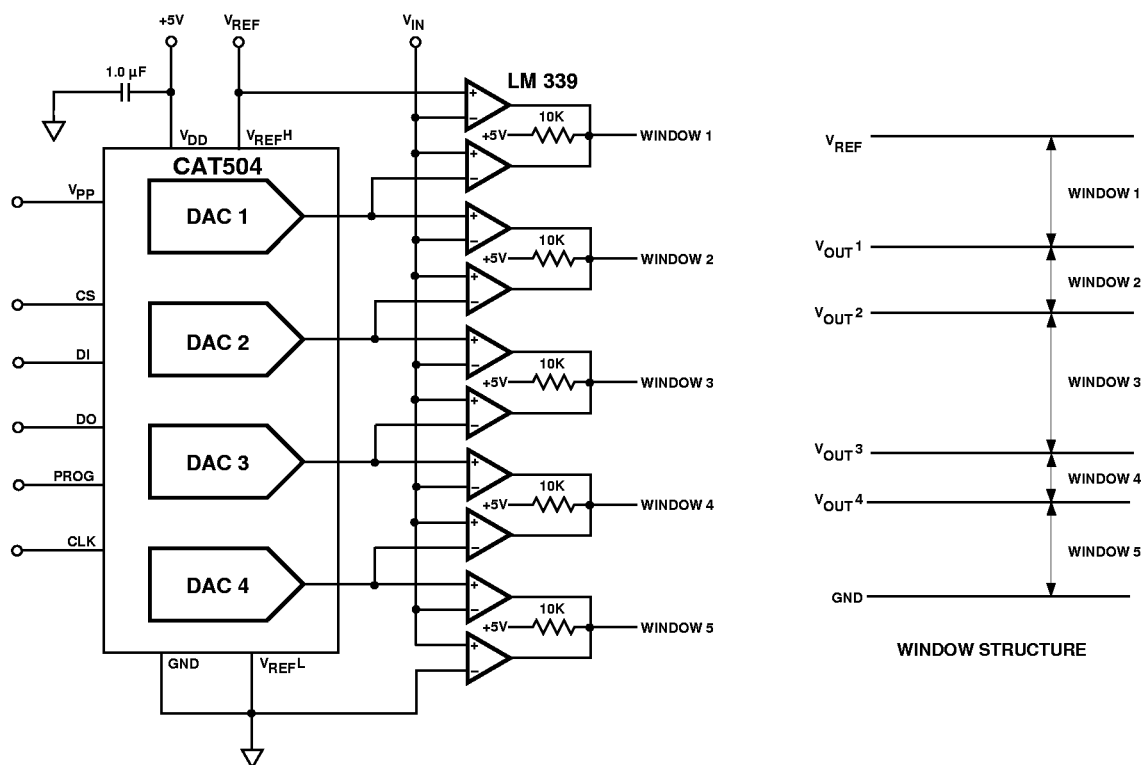 +5V
VREF
VIN
1.0 µF
LM 339
VDD
VREFH
CAT504
VPP
CS
DI
DO
PROG
CLK
DAC 1
DAC 2
DAC 3
DAC 4
GND
VREFL
+
–
10K
+5V
WINDOW 1
+
–
+
–
10K
+5V
WINDOW 2
+
–
+
–
10K
+5V
WINDOW 3
+
–
+
–
10K
+5V
WINDOW 4
+
–
+
–
10K
+5V
WINDOW 5
+
–
VREF
WINDOW 1
VOUT1
WINDOW 2
VOUT2
WINDOW 3
VOUT3
WINDOW 4
VOUT4
WINDOW 5
GND
WINDOW STRUCTURE